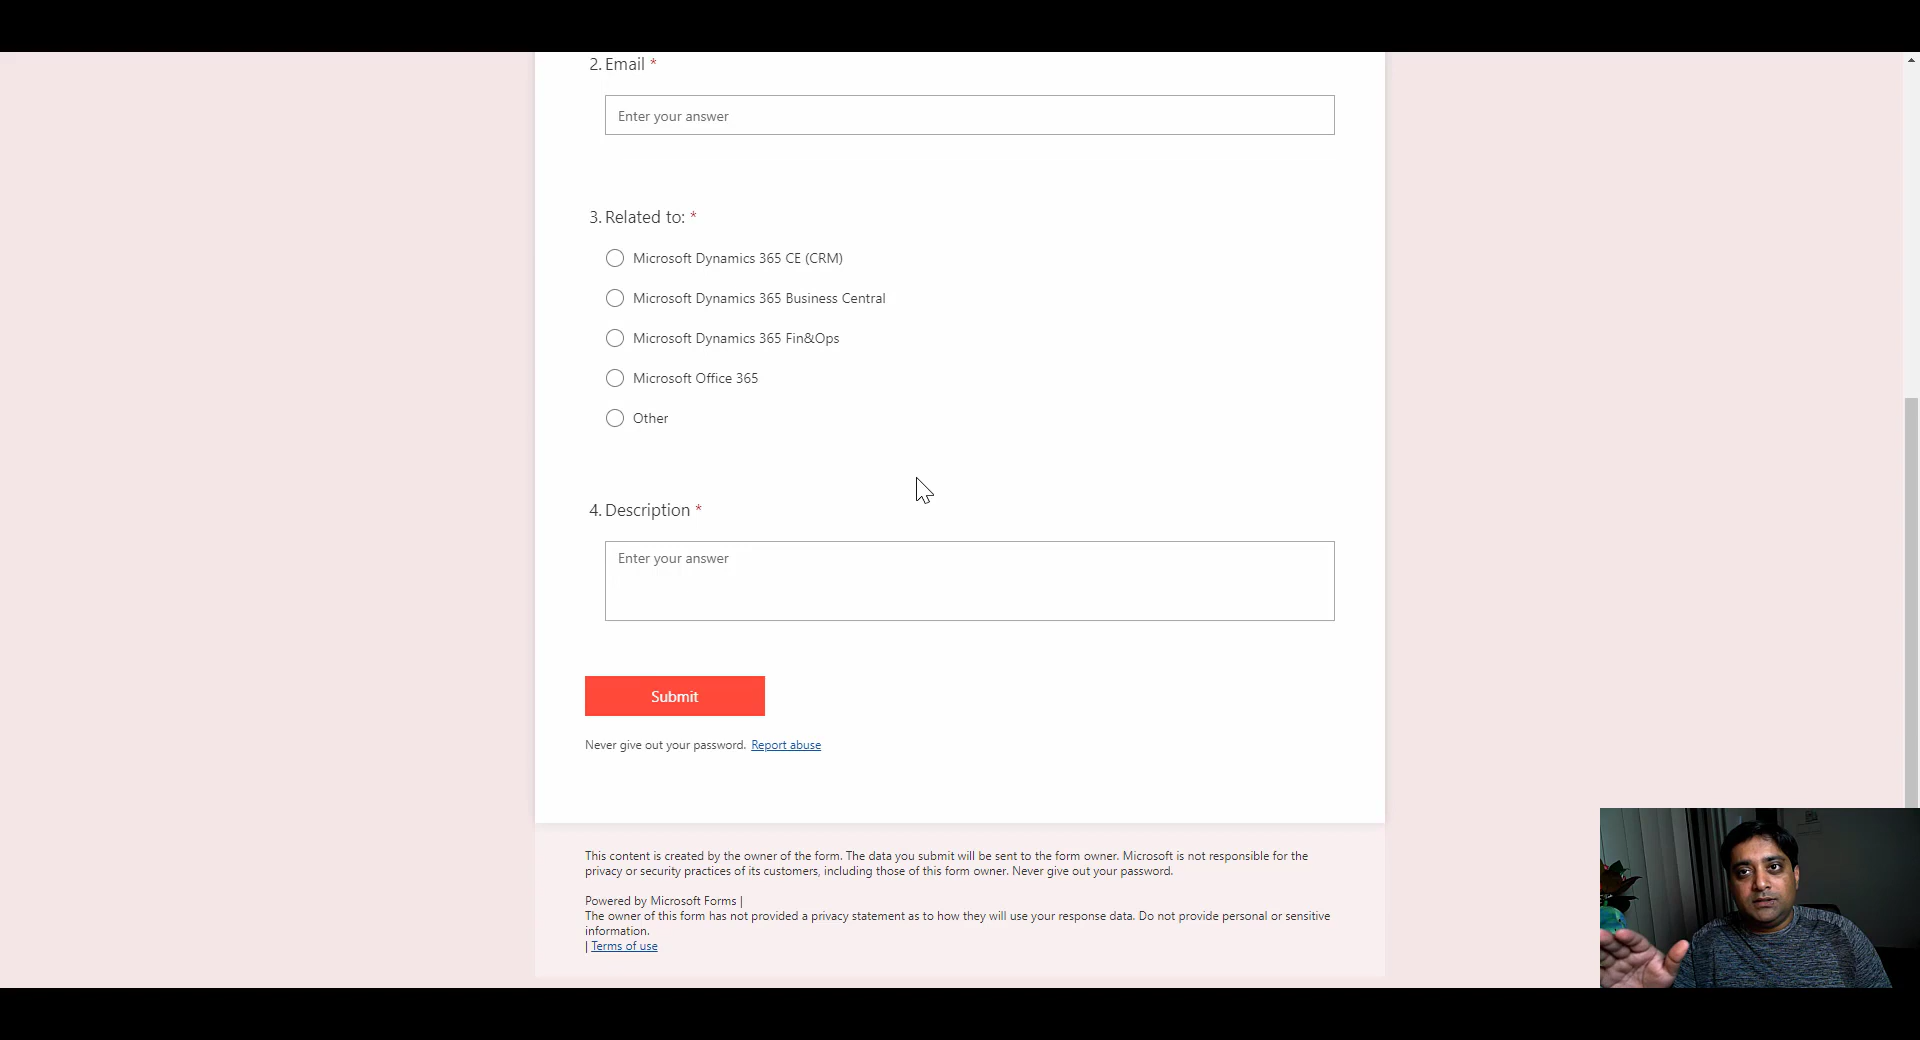 2. Email *
Enter your answer
3. Related to: *
Microsoft Dynamics 365 CE (CRM)
Microsoft Dynamics 365 Business Central
Microsoft Dynamics 365 Fin&Ops
Microsoft Office 365
Other
4. Description *
Enter your answer
Submit
Never give out your password. Report abuse
This content is created by the owner of the form. The data you submit will be sent to the form owner. Microsoft is not responsible for the
privacy or security practices of its customers, including those of this form owner. Never give out your password.
Powered by Microsoft Forms |
The owner of this form has not provided a privacy statement as to how they will use your response data. Do not provide personal or sensitive
information.
| Terms of use